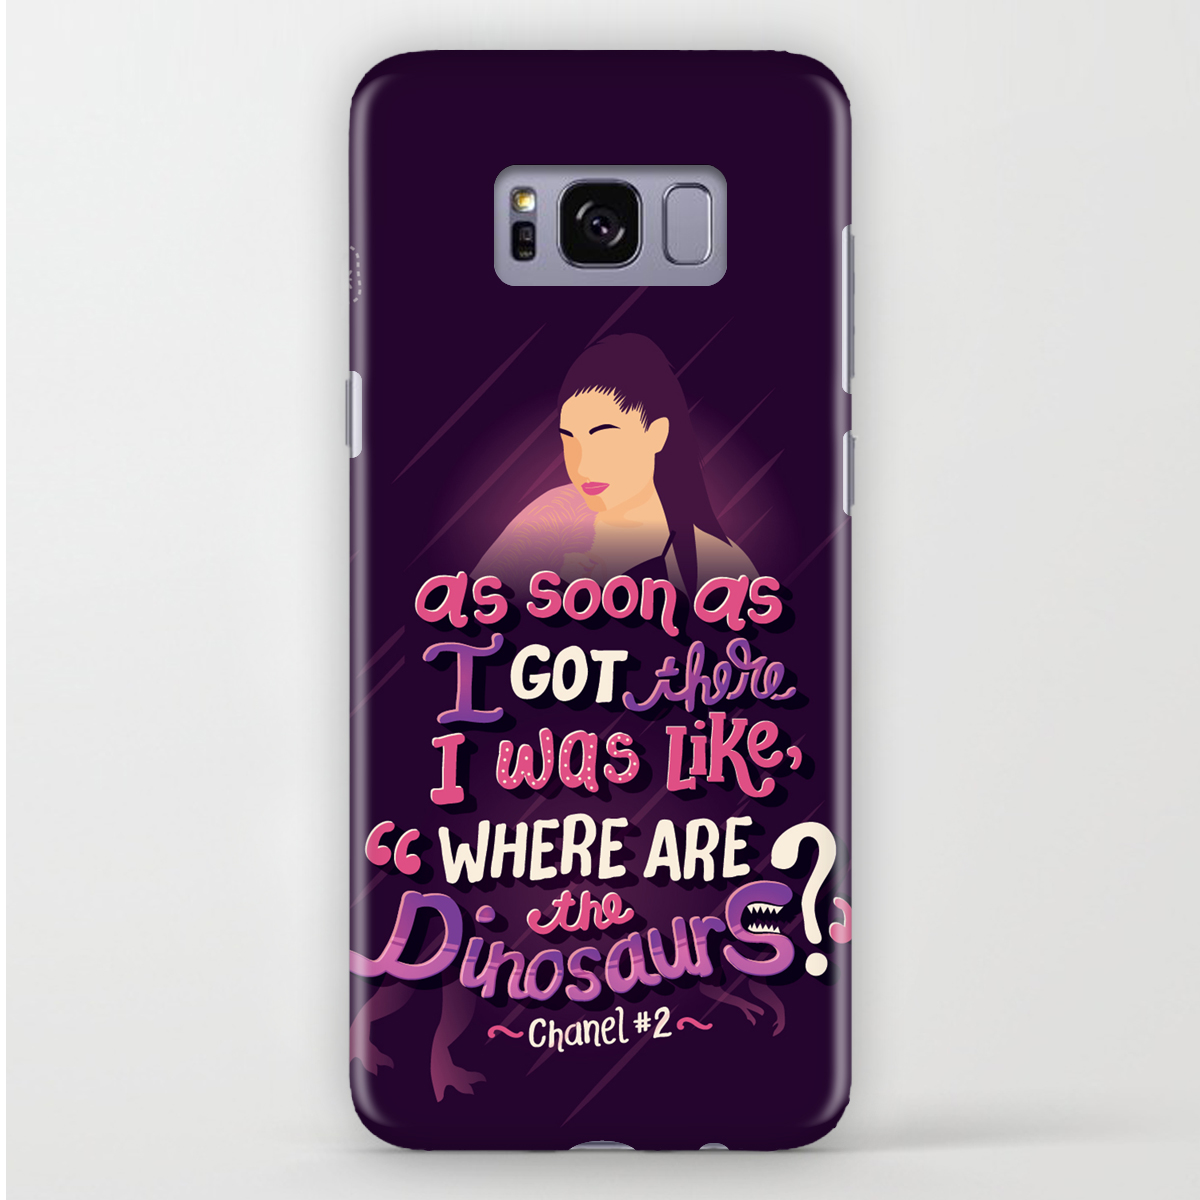 as soon as
I GOT there
I was Like,
“ WHERE ARE
the
Dinosaurs?”
~ Chanel #2 ~